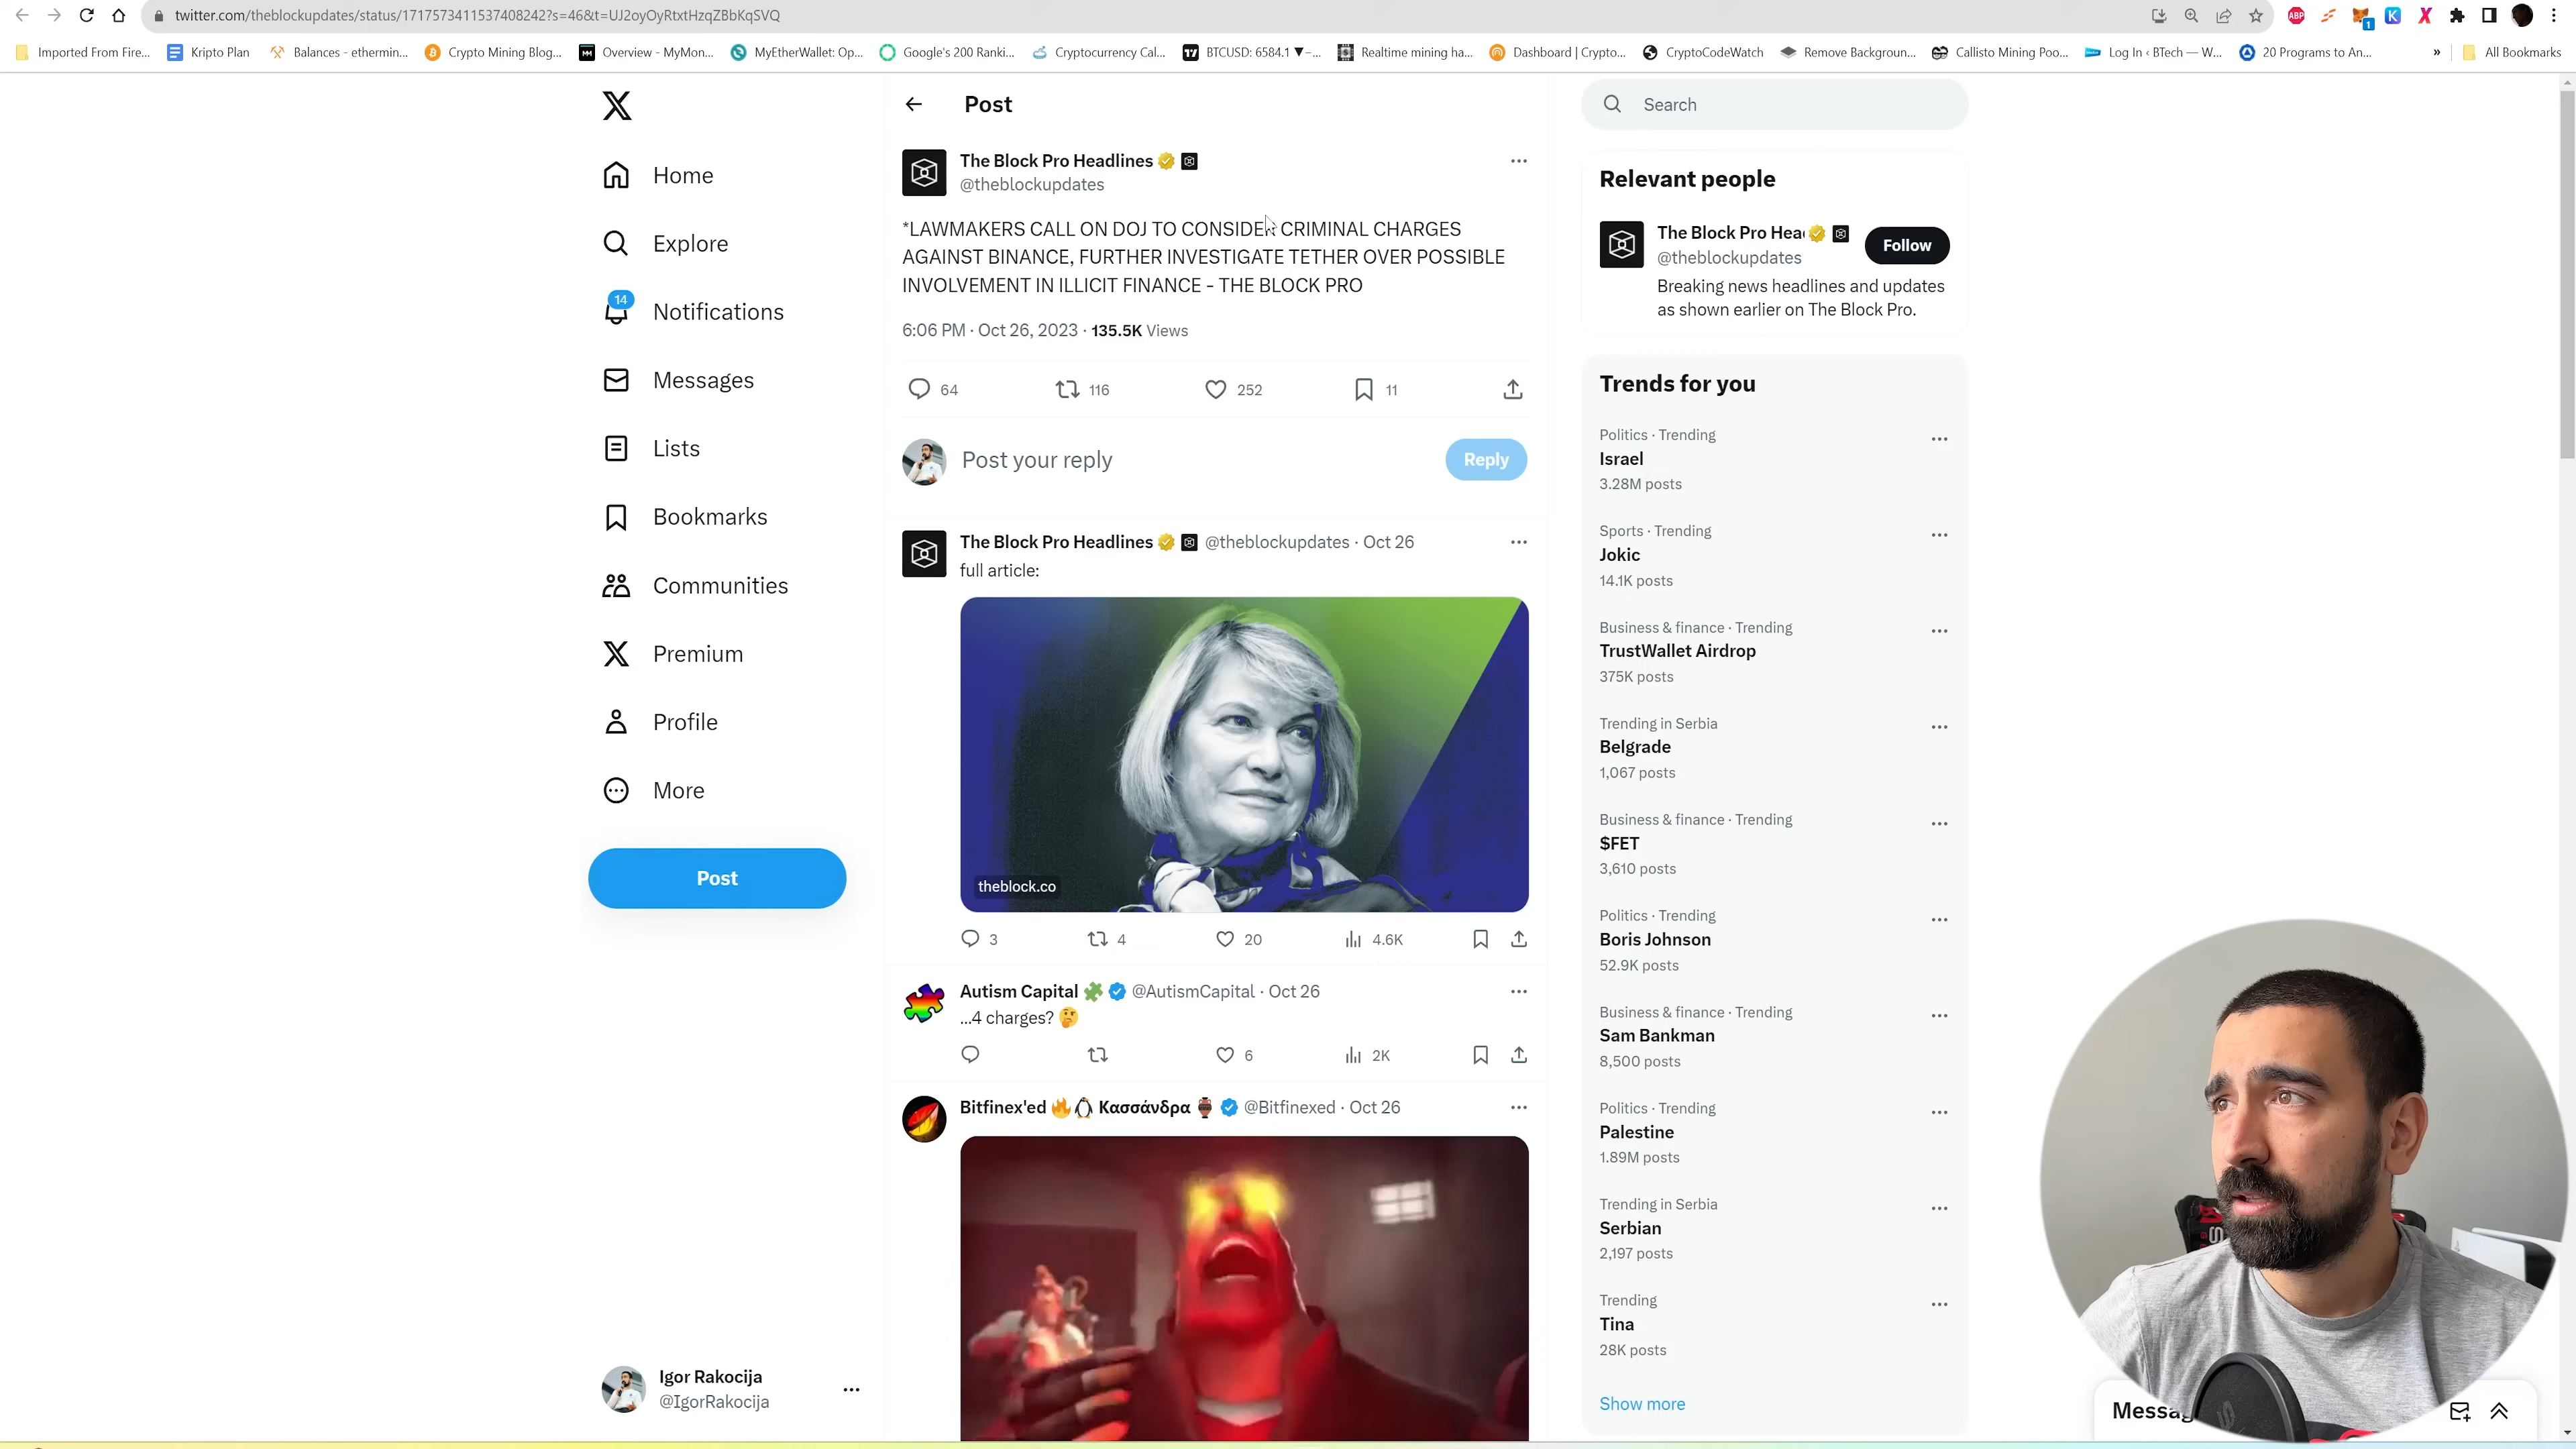 twitter.com/theblockupdates/status/1717573411537408242?s=46&t=UJ2oyOyRtxtHzqZBbKqSVQ
Imported From Fire...
Kripto Plan
Balances - ethermin...
Crypto Mining Blog...
Overview - MyMon...
MyEtherWallet: Op...
Google's 200 Ranki...
Cryptocurrency Cal...
BTCUSD: 6584.1 ▼−...
Realtime mining ha...
Dashboard | Crypto...
CryptoCodeWatch
Remove Backgroun...
Callisto Mining Poo...
Log In ‹ BTech — W...
20 Programs to An...
»
All Bookmarks
Home
Explore
14
Notifications
Messages
Lists
Bookmarks
Communities
Premium
Profile
More
Post
Igor Rakocija
@IgorRakocija
Post
The Block Pro Headlines
@theblockupdates
*LAWMAKERS CALL ON DOJ TO CONSIDER CRIMINAL CHARGES
AGAINST BINANCE, FURTHER INVESTIGATE TETHER OVER POSSIBLE
INVOLVEMENT IN ILLICIT FINANCE - THE BLOCK PRO
6:06 PM · Oct 26, 2023 · 135.5K Views
64 116 252 11
Post your reply
Reply
The Block Pro Headlines @theblockupdates · Oct 26
full article:
theblock.co
3 4 20 4.6K
Autism Capital @AutismCapital · Oct 26
...4 charges? 🤔
6 2K
Bitfinex'ed 🔥🐧 Κασσάνδρα 🏺 @Bitfinexed · Oct 26
Search
Relevant people
The Block Pro Hea
@theblockupdates
Follow
Breaking news headlines and updates
as shown earlier on The Block Pro.
Trends for you
Politics · Trending
Israel
3.28M posts
Sports · Trending
Jokic
14.1K posts
Business & finance · Trending
TrustWallet Airdrop
375K posts
Trending in Serbia
Belgrade
1,067 posts
Business & finance · Trending
$FET
3,610 posts
Politics · Trending
Boris Johnson
52.9K posts
Business & finance · Trending
Sam Bankman
8,500 posts
Politics · Trending
Palestine
1.89M posts
Trending in Serbia
Serbian
2,197 posts
Trending
Tina
28K posts
Show more